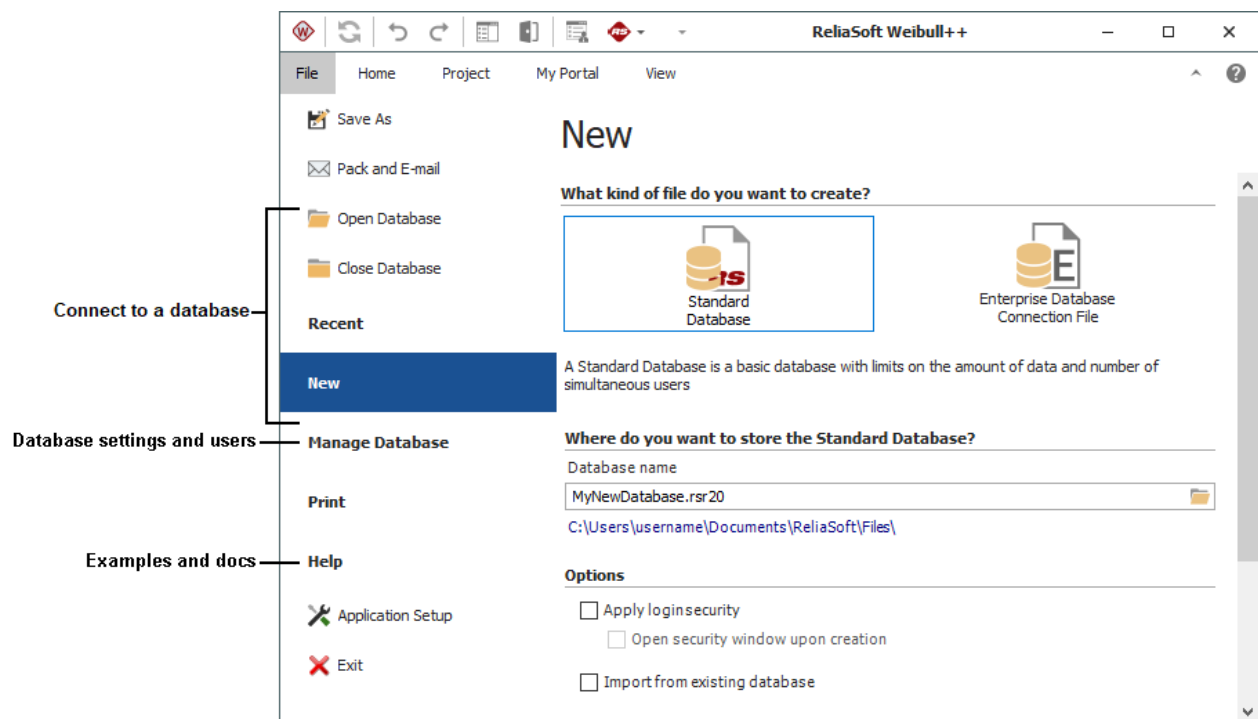 ReliaSoft Weibull++
File Home Project My Portal View
Save As
Pack and E-mail
Open Database
Close Database
Connect to a database
Recent
New
Database settings and users
Manage Database
Print
Examples and docs
Help
Application Setup
Exit
New
What kind of file do you want to create?
RS
Standard
Database
E
Enterprise Database
Connection File
A Standard Database is a basic database with limits on the amount of data and number of
simultaneous users
Where do you want to store the Standard Database?
Database name
MyNewDatabase.rsr20
C:\Users\username\Documents\ReliaSoft\Files\
Options
Apply login security
Open security window upon creation
Import from existing database